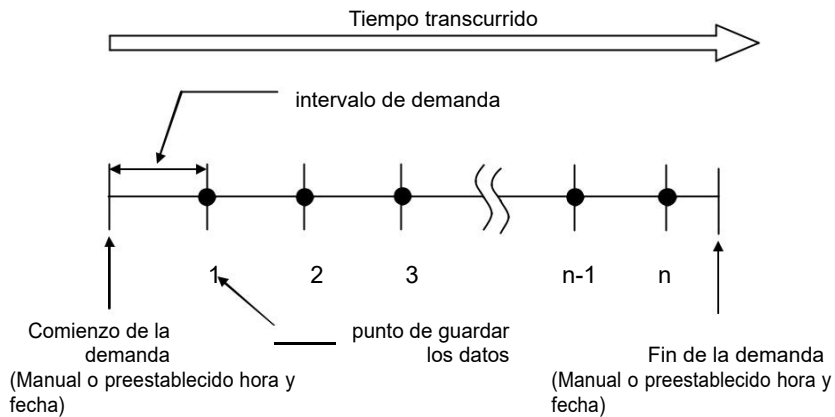 Tiempo transcurrido
intervalo de demanda
1
2
3
n-1
n
Comienzo de la
demanda
(Manual o preestablecido hora y
fecha)
punto de guardar
los datos
Fin de la demanda
(Manual o preestablecido hora y
fecha)